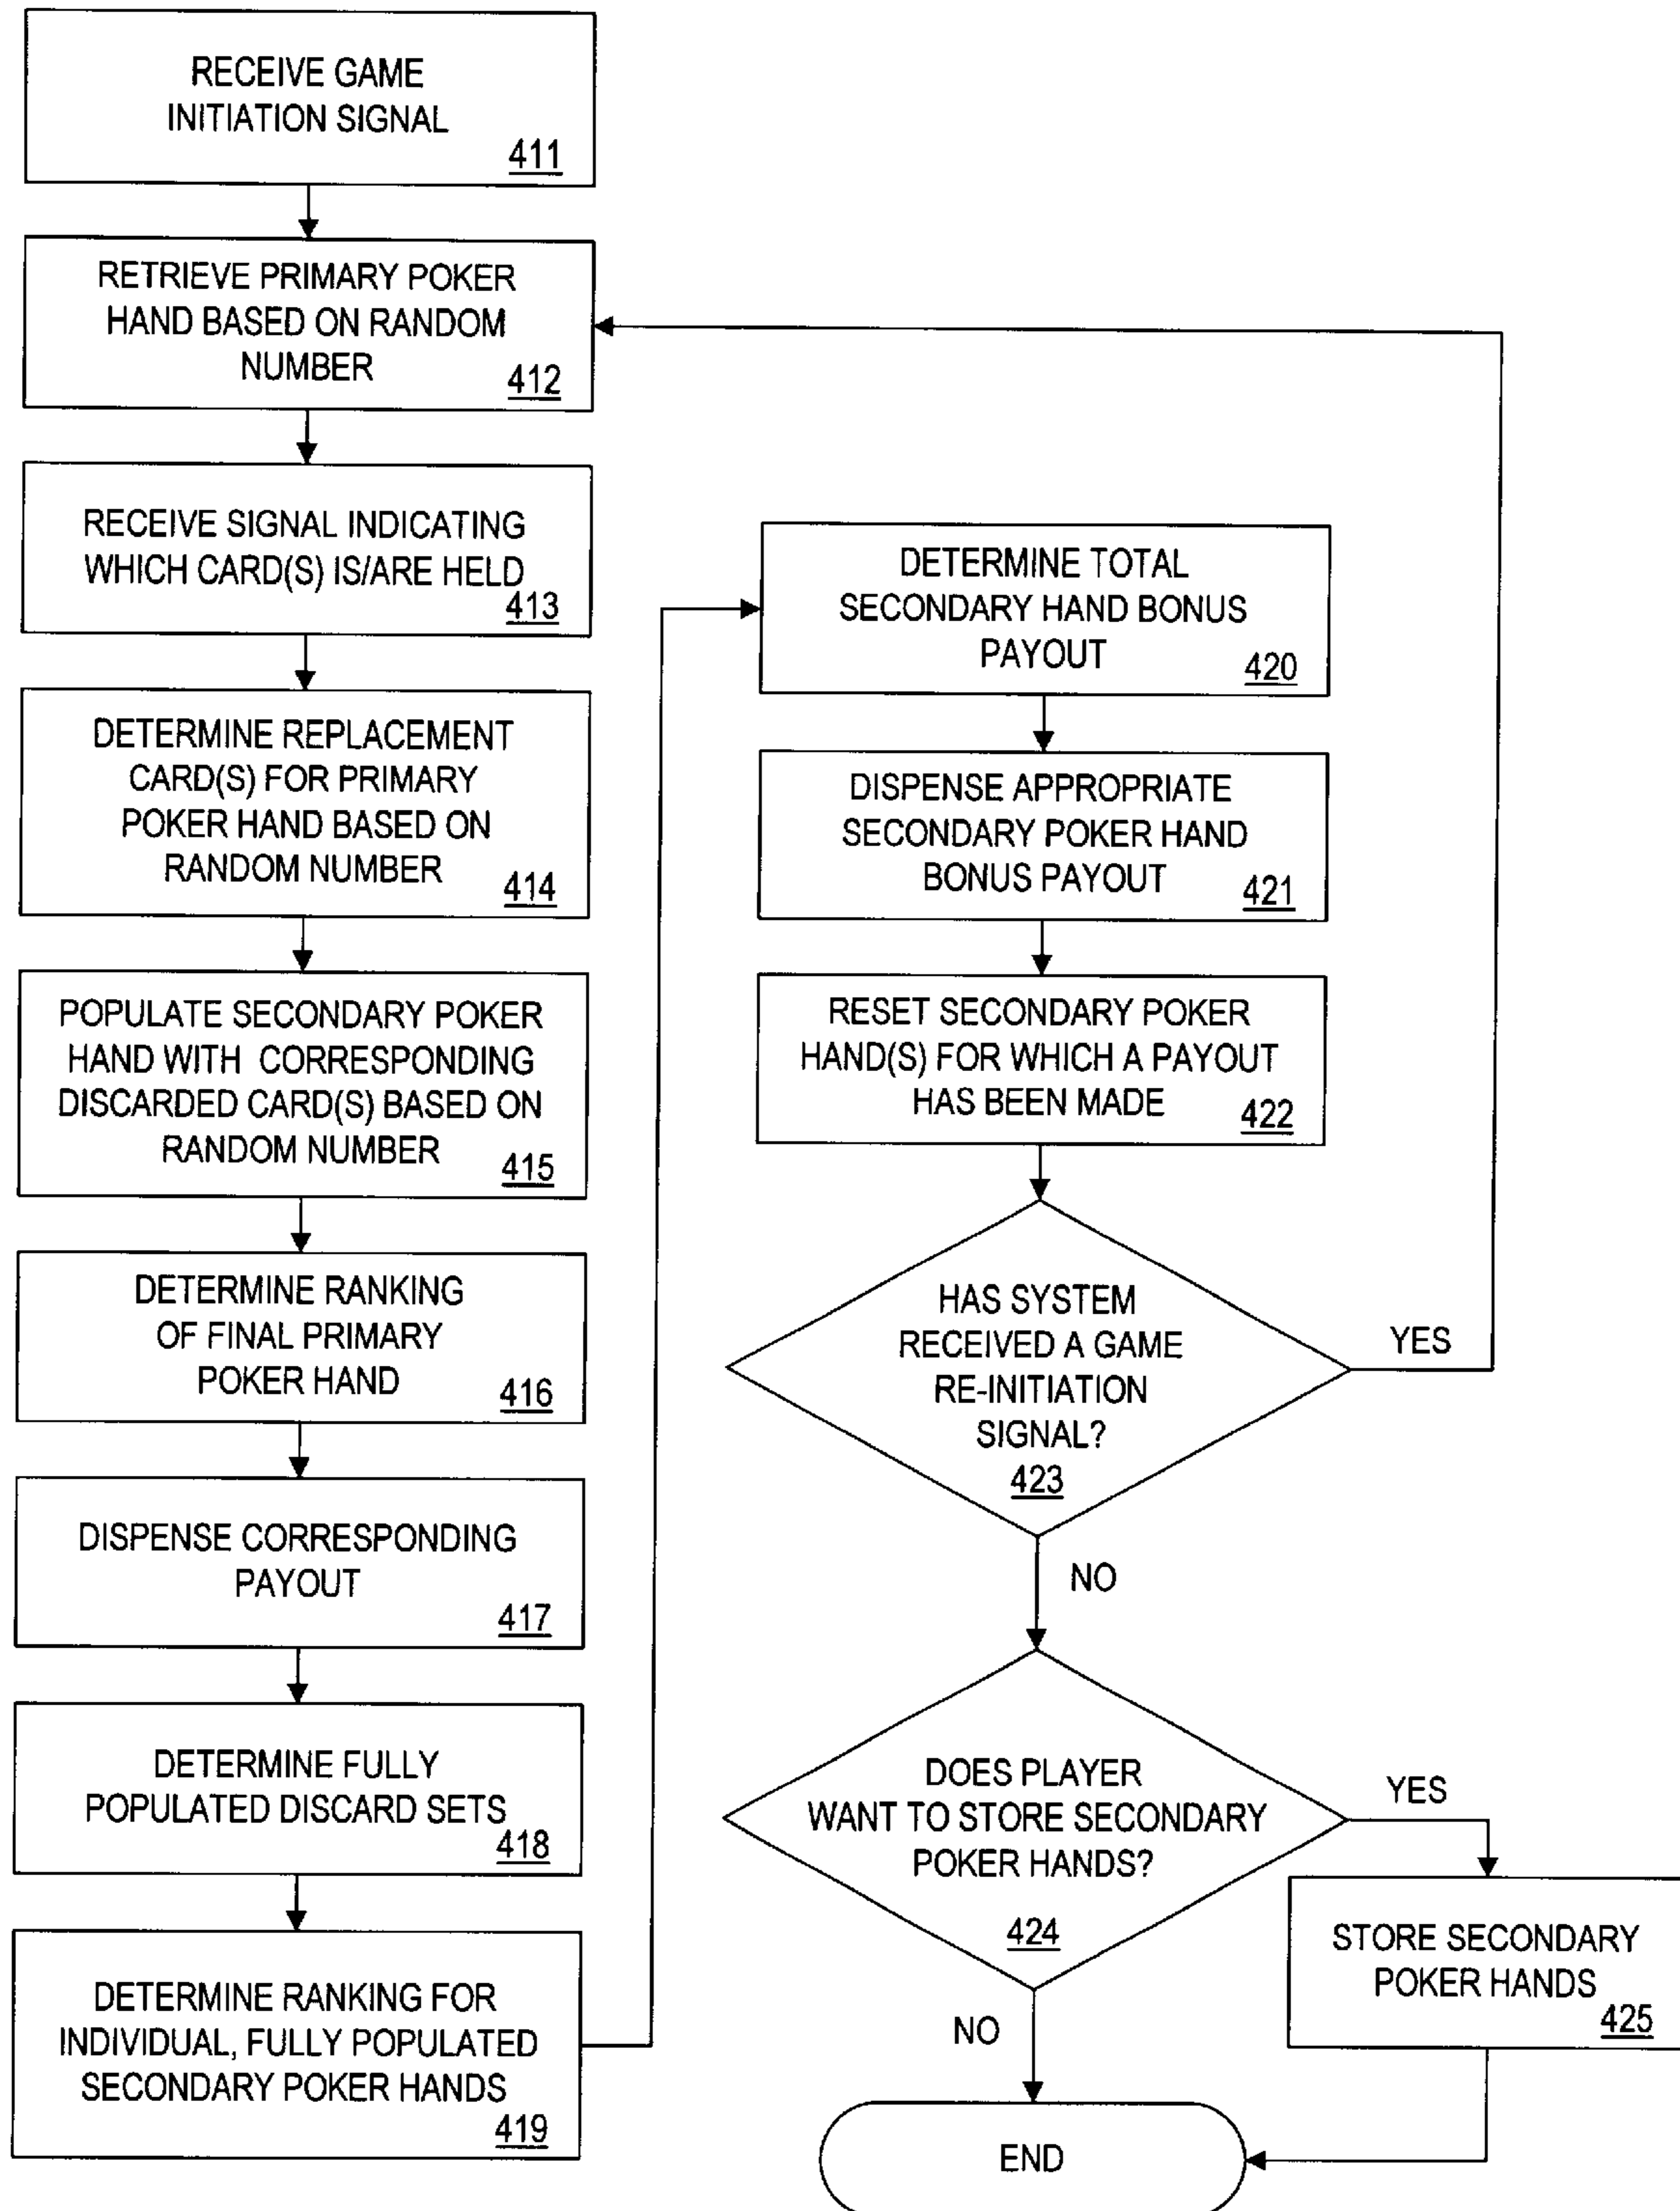 RECEIVE GAME
INITIATION SIGNAL
411
RETRIEVE PRIMARY POKER
HAND BASED ON RANDOM
NUMBER
412
RECEIVE SIGNAL INDICATING
WHICH CARD(S) IS/ARE HELD
413
DETERMINE REPLACEMENT
CARD(S) FOR PRIMARY
POKER HAND BASED ON
RANDOM NUMBER
414
POPULATE SECONDARY POKER
HAND WITH CORRESPONDING
DISCARDED CARD(S) BASED ON
RANDOM NUMBER
415
DETERMINE RANKING
OF FINAL PRIMARY
POKER HAND
416
DISPENSE CORRESPONDING
PAYOUT
417
DETERMINE FULLY
POPULATED DISCARD SETS
418
DETERMINE RANKING FOR
INDIVIDUAL, FULLY POPULATED
SECONDARY POKER HANDS
419
DETERMINE TOTAL
SECONDARY HAND BONUS
PAYOUT
420
DISPENSE APPROPRIATE
SECONDARY POKER HAND
BONUS PAYOUT
421
RESET SECONDARY POKER
HAND(S) FOR WHICH A PAYOUT
HAS BEEN MADE
422
HAS SYSTEM
RECEIVED A GAME
RE-INITIATION
SIGNAL?
423
YES
NO
DOES PLAYER
WANT TO STORE SECONDARY
POKER HANDS?
424
YES
NO
STORE SECONDARY
POKER HANDS
425
END